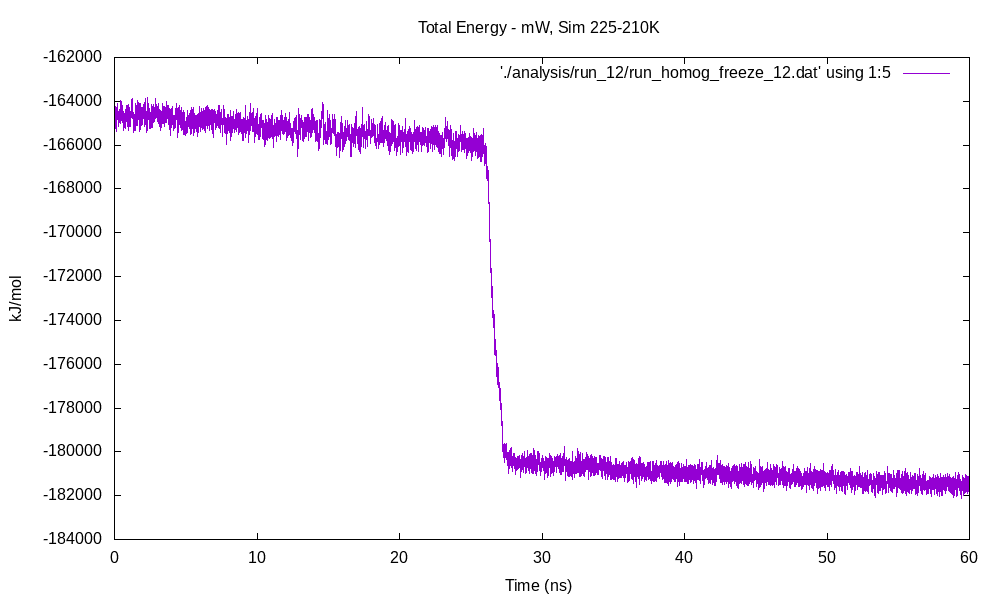 Total Energy - mW, Sim 225-210K
'./analysis/run_12/run_homog_freeze_12.dat' using 1:5
-162000
-164000
-166000
-168000
-170000
-172000
-174000
-176000
-178000
-180000
-182000
-184000
kJ/mol
0 10 20 30 40 50 60
Time (ns)